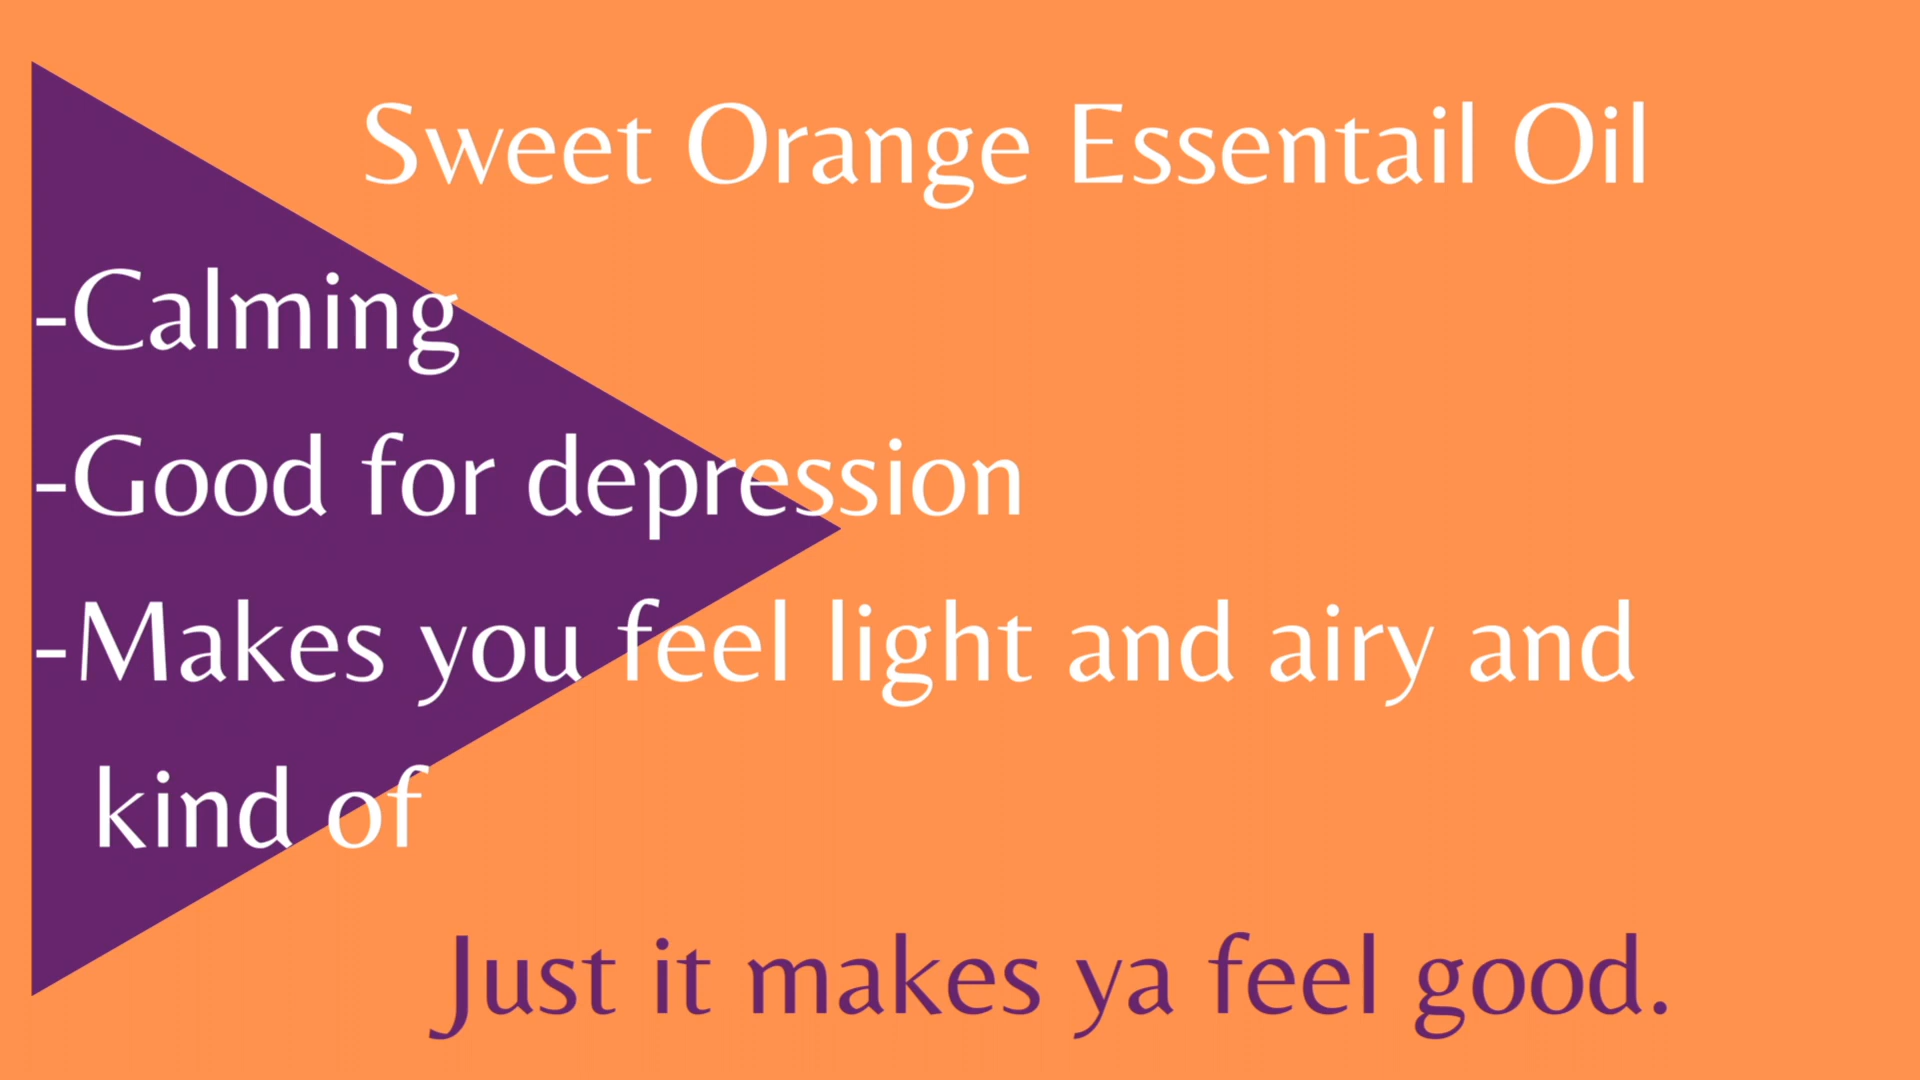 Sweet Orange Essentail Oil
-Calming
-Good for depression
-Makes you feel light and airy and
kind of
Just it makes ya feel good.